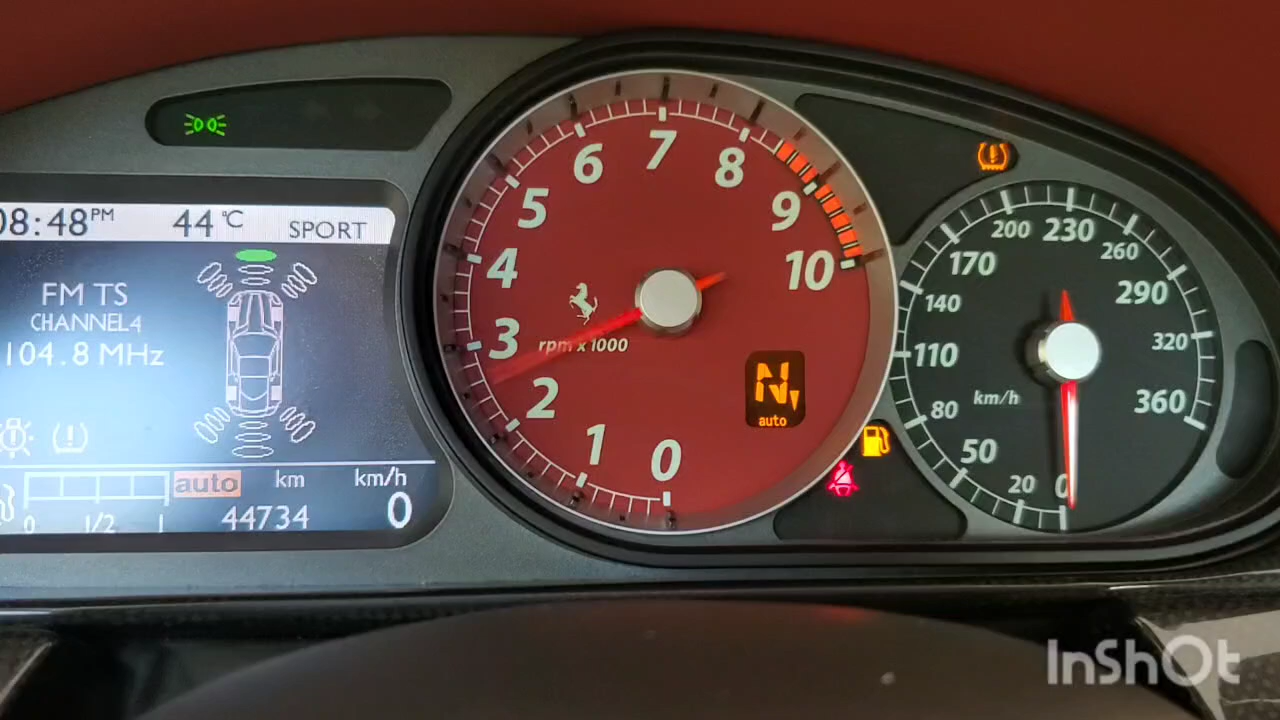 08:48PM 44°C SPORT
FM TS
CHANNEL4
104.8 MHz
0 1/2 1
auto
km
44734
km/h
0
0
1
2
3
4
5
6
7
8
9
10
rpm x 1000
N
auto
0
20
50
80
110
140
170
200
230
260
290
320
360
km/h
InShOt